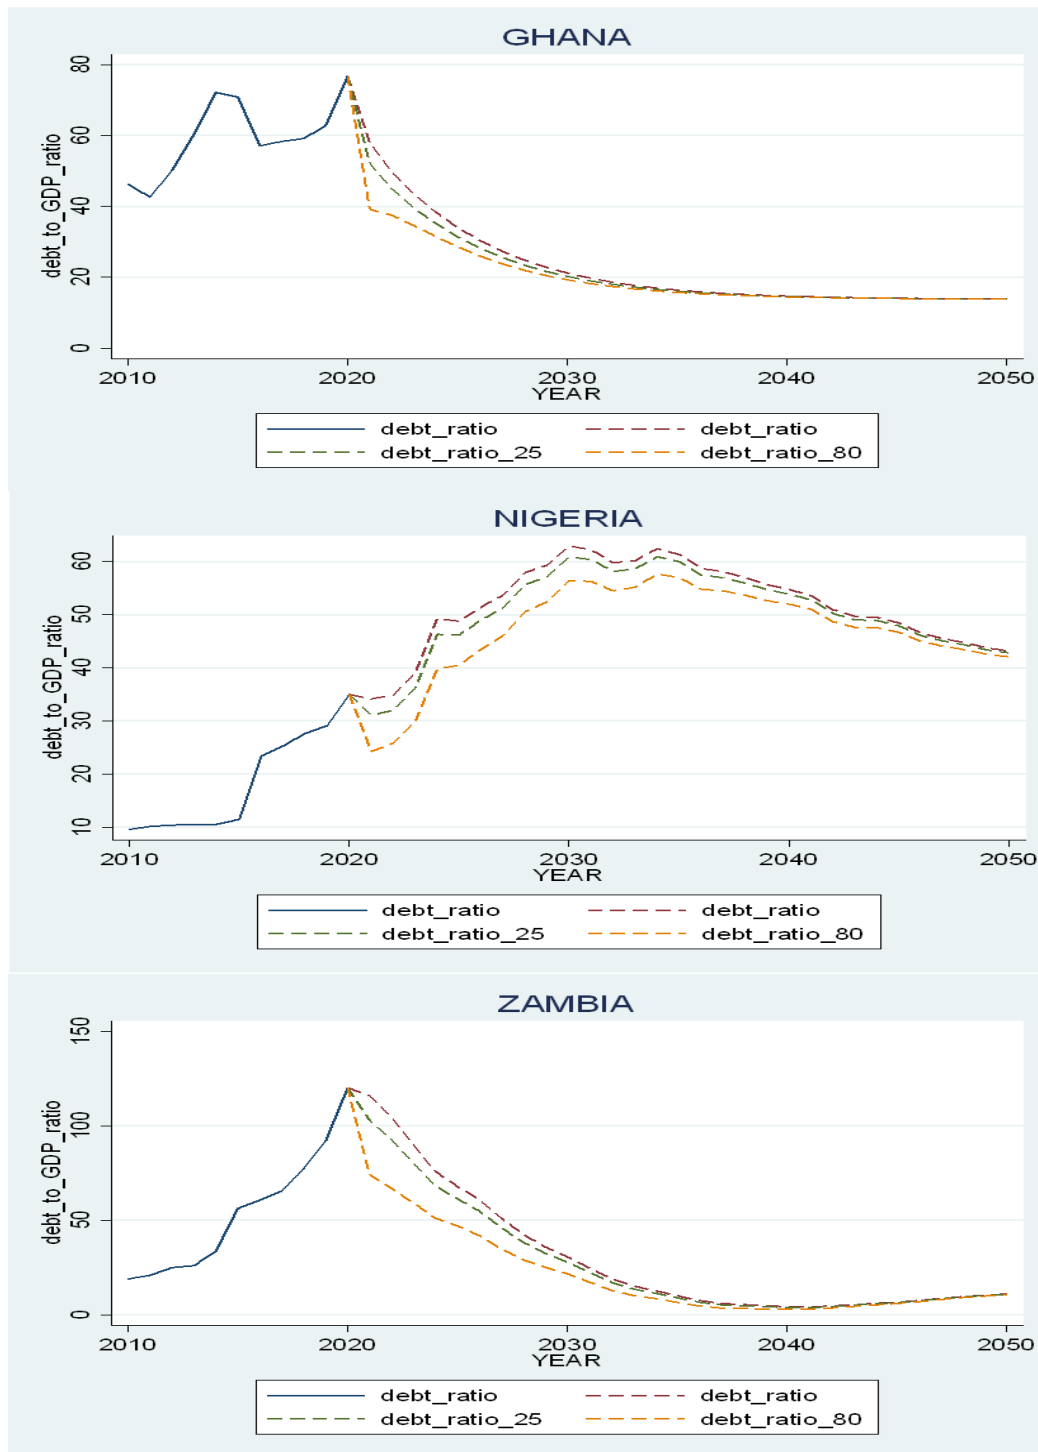 GHANA
debt_to_GDP_ratio
80
60
40
20
0
2010 2020 2030 2040 2050
YEAR
debt_ratio debt_ratio
debt_ratio_25 debt_ratio_80
NIGERIA
debt_to_GDP_ratio
60
50
40
30
20
10
2010 2020 2030 2040 2050
YEAR
debt_ratio debt_ratio
debt_ratio_25 debt_ratio_80
ZAMBIA
debt_to_GDP_ratio
150
100
50
0
2010 2020 2030 2040 2050
YEAR
debt_ratio debt_ratio
debt_ratio_25 debt_ratio_80